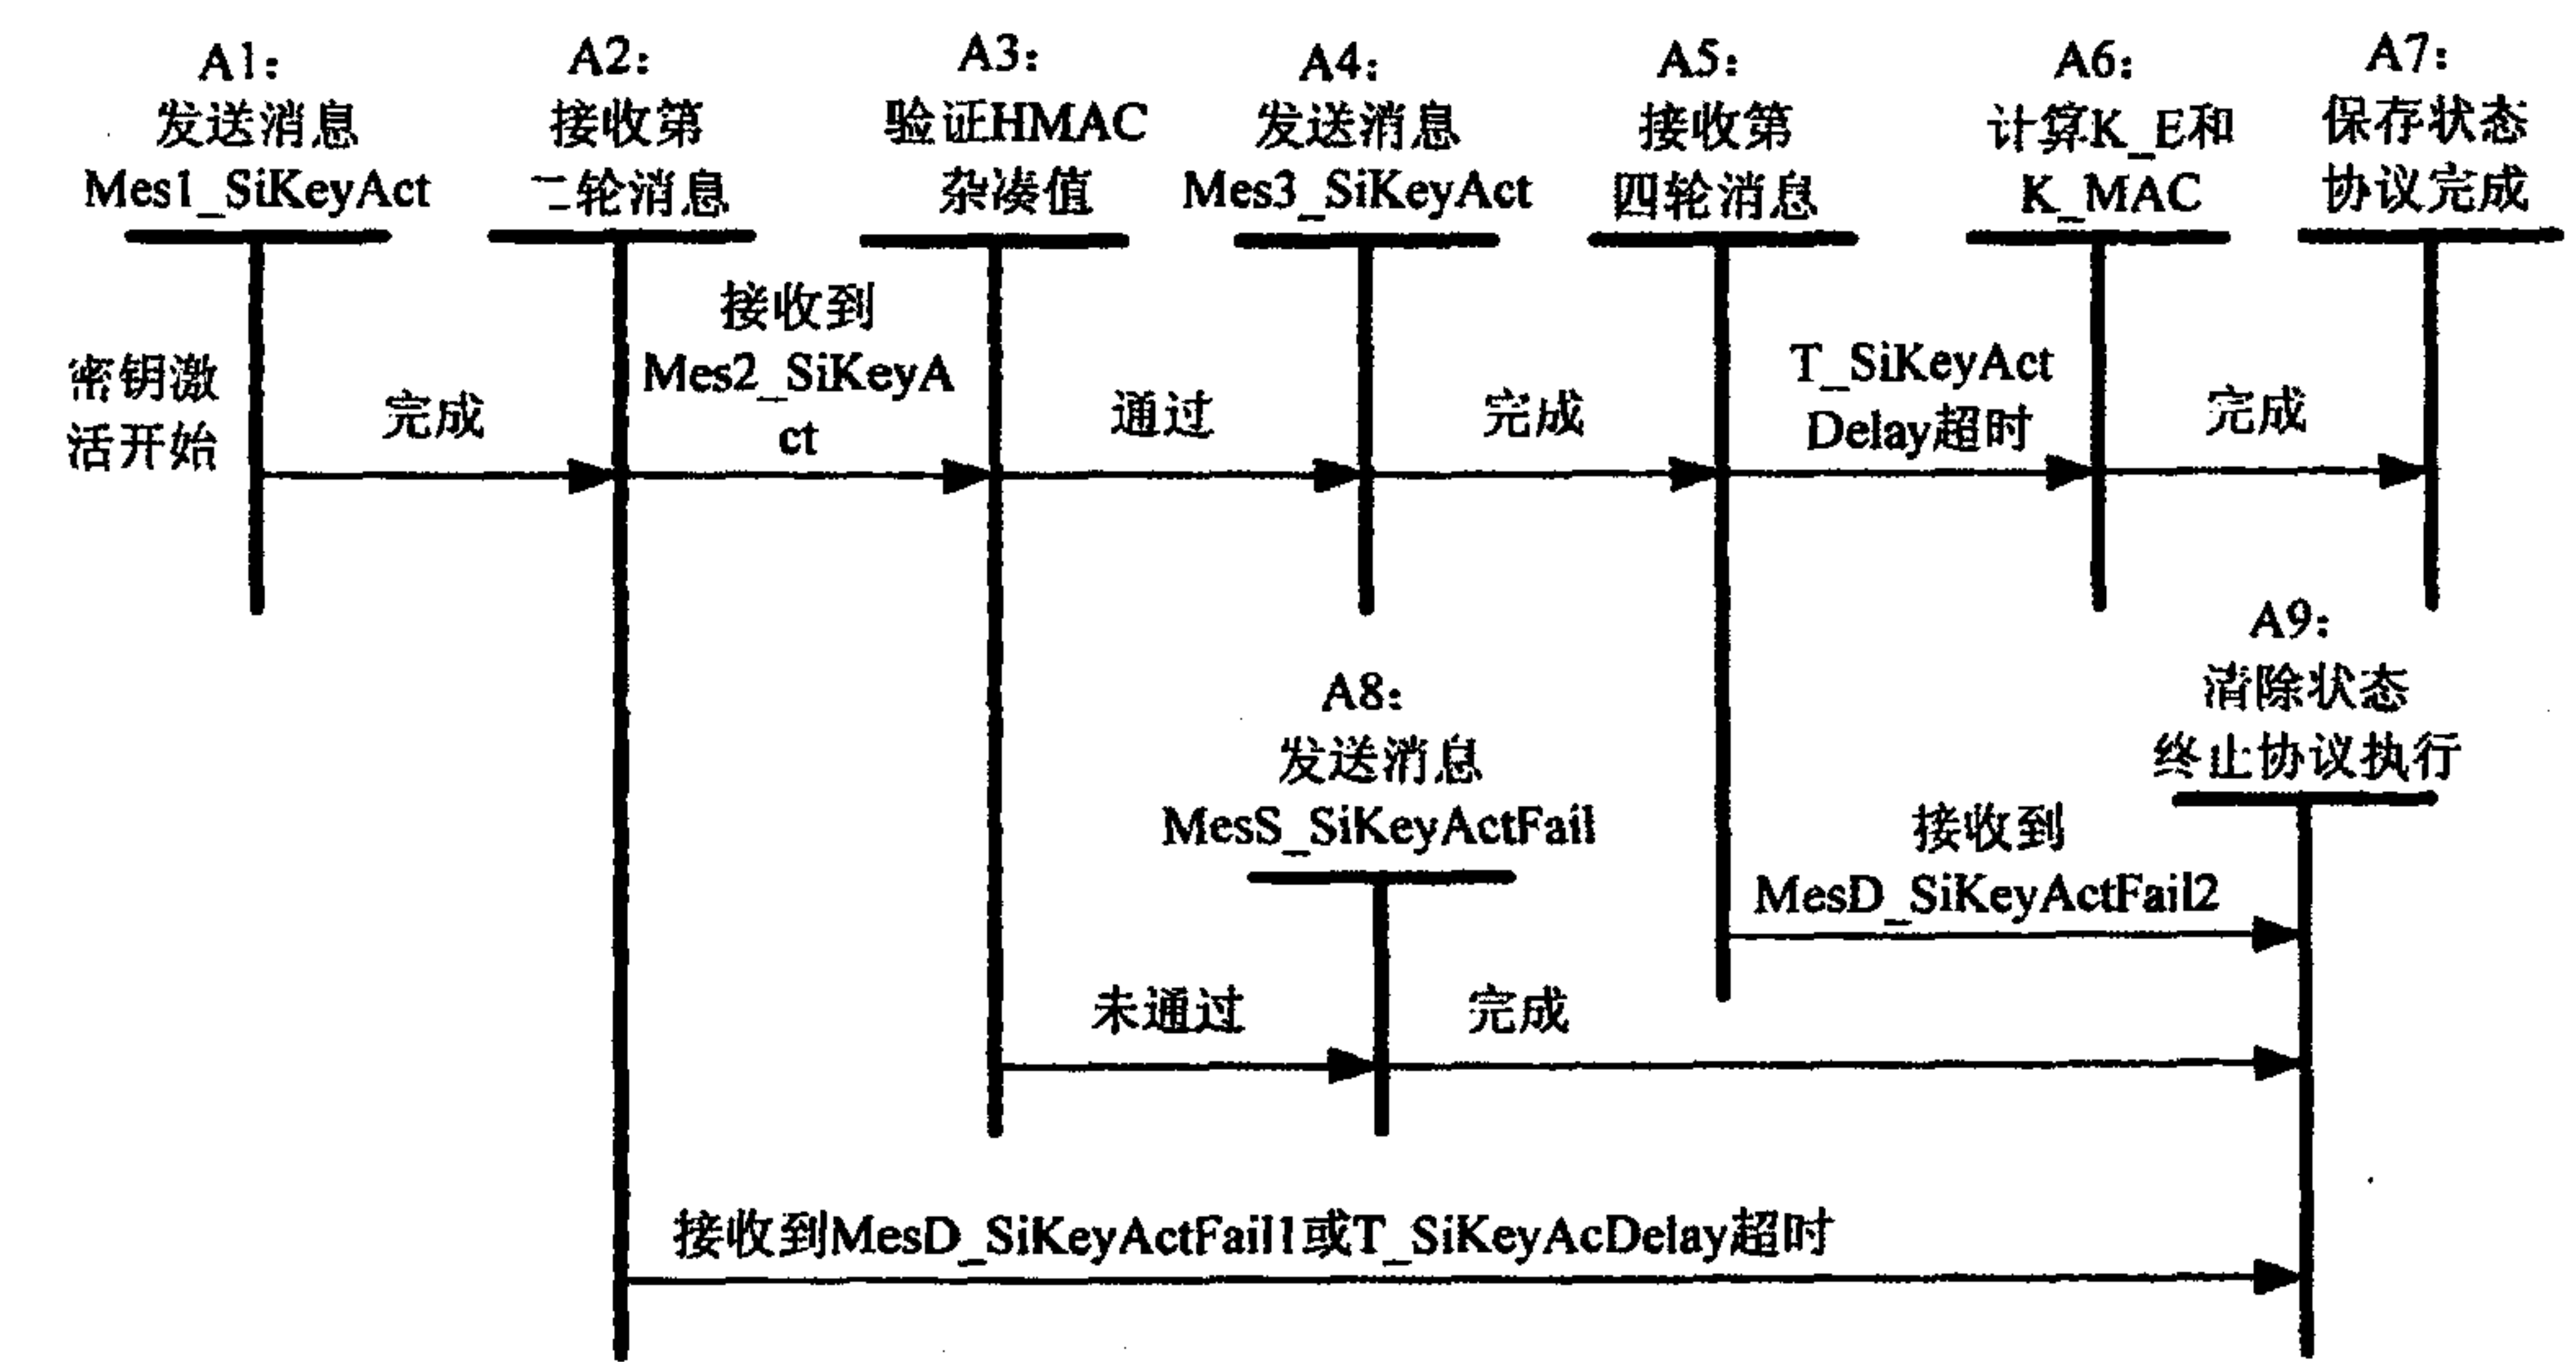 A1：
发送消息
Mes1_SiKeyAct
A2：
接收第
二轮消息
A3：
验证HMAC
杂凑值
A4：
发送消息
Mes3_SiKeyAct
A5：
接收第
四轮消息
A6：
计算K_E和
K_MAC
A7：
保存状态
协议完成
密钥激
活开始
完成
接收到
Mes2_SiKeyA
ct
通过
完成
T_SiKeyAct
Delay超时
完成
A8：
发送消息
MesS_SiKeyActFail
A9：
清除状态
终止协议执行
接收到
MesD_SiKeyActFail2
未通过
完成
接收到MesD_SiKeyActFail1或T_SiKeyAcDelay超时